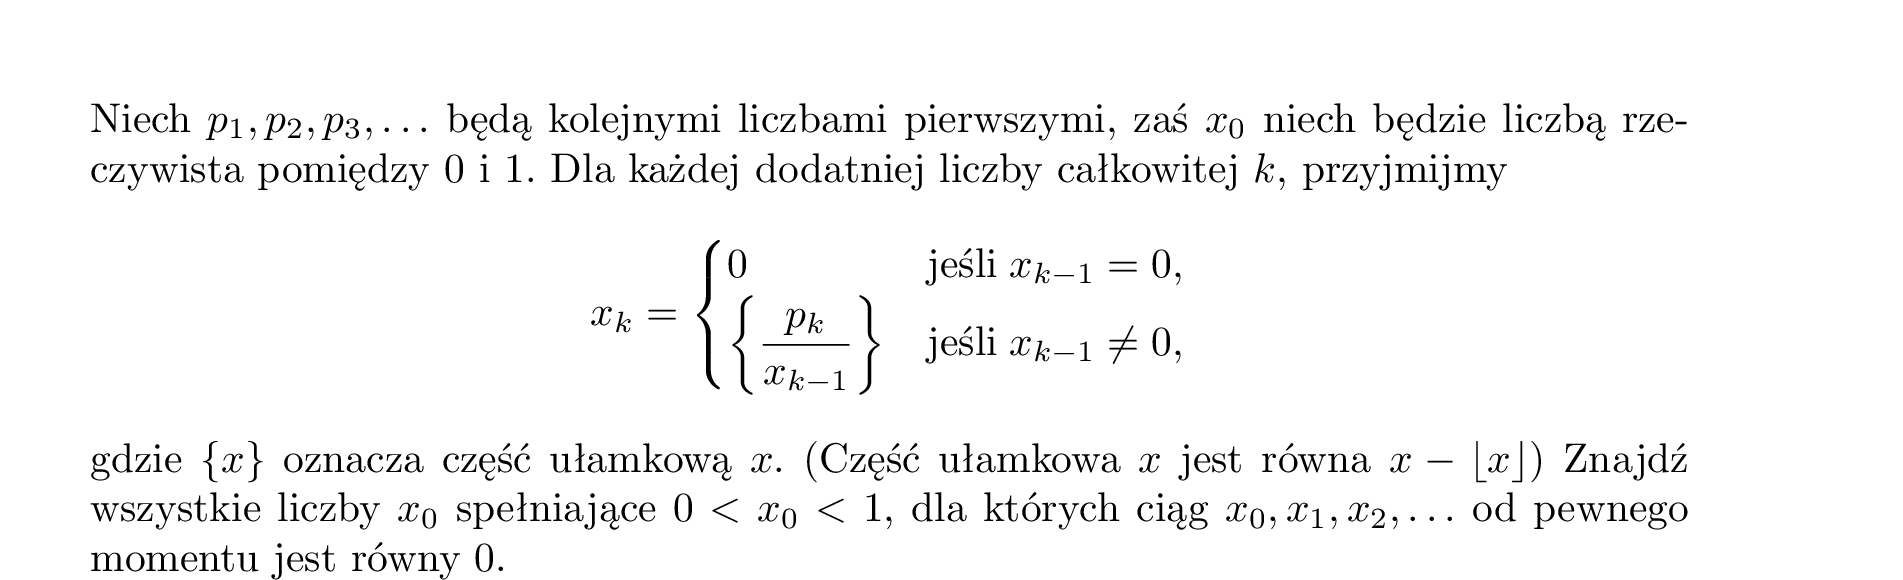 Niech $p_1, p_2, p_3, \ldots$ będą kolejnymi liczbami pierwszymi, zaś $x_0$ niech będzie liczbą rze-
czywista pomiędzy 0 i 1. Dla każdej dodatniej liczby całkowitej $k$, przyjmijmy
$$x_k = \begin{cases} 0 & \text{jeśli } x_{k-1} = 0, \\ \left\{ \dfrac{p_k}{x_{k-1}} \right\} & \text{jeśli } x_{k-1} \neq 0, \end{cases}$$
gdzie $\{x\}$ oznacza część ułamkową $x$. (Część ułamkowa $x$ jest równa $x - \lfloor x \rfloor$) Znajdź
wszystkie liczby $x_0$ spełniające $0 < x_0 < 1$, dla których ciąg $x_0, x_1, x_2, \ldots$ od pewnego
momentu jest równy 0.